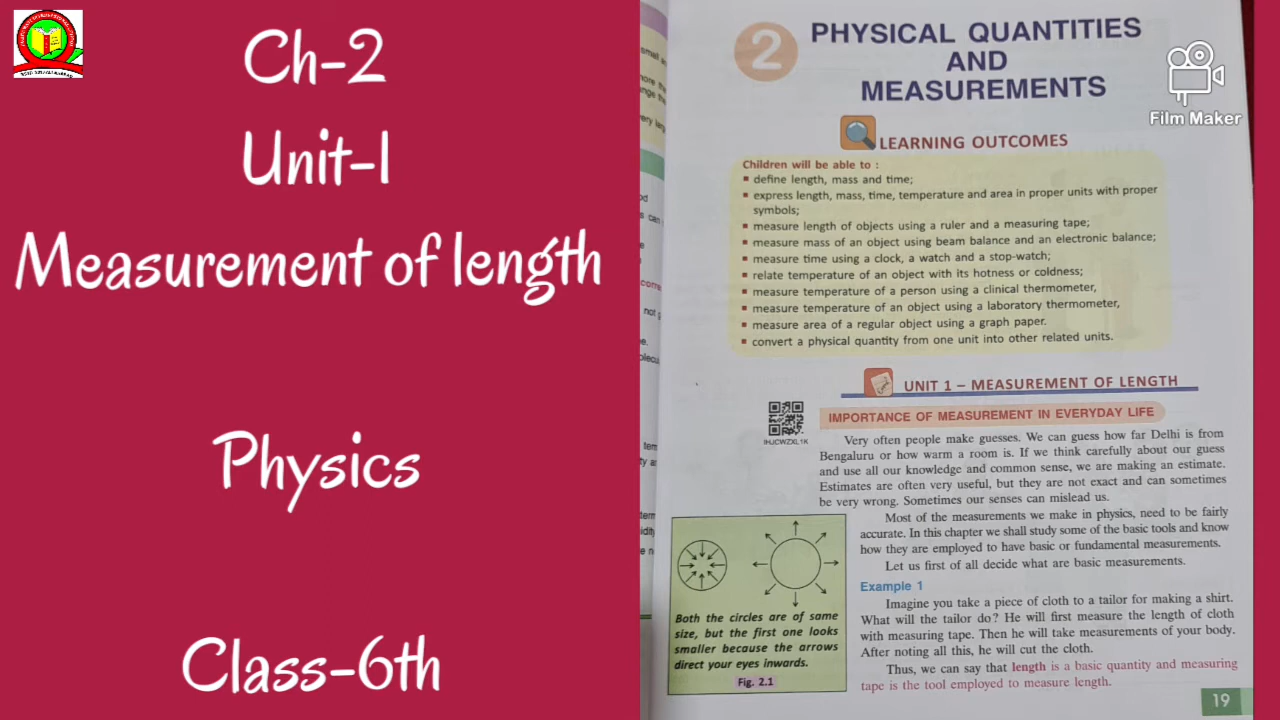 Ch-2
Unit-1
Measurement of length
Physics
Class-6th
2
PHYSICAL QUANTITIES
AND
MEASUREMENTS
Film Maker
LEARNING OUTCOMES
Children will be able to :
▪ define length, mass and time;
▪ express length, mass, time, temperature and area in proper units with proper
symbols;
▪ measure length of objects using a ruler and a measuring tape;
▪ measure mass of an object using beam balance and an electronic balance;
▪ measure time using a clock, a watch and a stop-watch;
▪ relate temperature of an object with its hotness or coldness;
▪ measure temperature of a person using a clinical thermometer,
▪ measure temperature of an object using a laboratory thermometer,
▪ measure area of a regular object using a graph paper.
▪ convert a physical quantity from one unit into other related units.
UNIT 1 – MEASUREMENT OF LENGTH
IMPORTANCE OF MEASUREMENT IN EVERYDAY LIFE
Very often people make guesses. We can guess how far Delhi is from
Bengaluru or how warm a room is. If we think carefully about our guess
and use all our knowledge and common sense, we are making an estimate.
Estimates are often very useful, but they are not exact and can sometimes
be very wrong. Sometimes our senses can mislead us.
Most of the measurements we make in physics, need to be fairly
accurate. In this chapter we shall study some of the basic tools and know
how they are employed to have basic or fundamental measurements.
Let us first of all decide what are basic measurements.
Example 1
Imagine you take a piece of cloth to a tailor for making a shirt.
What will the tailor do? He will first measure the length of cloth
with measuring tape. Then he will take measurements of your body.
After noting all this, he will cut the cloth.
Thus, we can say that length is a basic quantity and measuring
tape is the tool employed to measure length.
Both the circles are of same
size, but the first one looks
smaller because the arrows
direct your eyes inwards.
Fig. 2.1
19